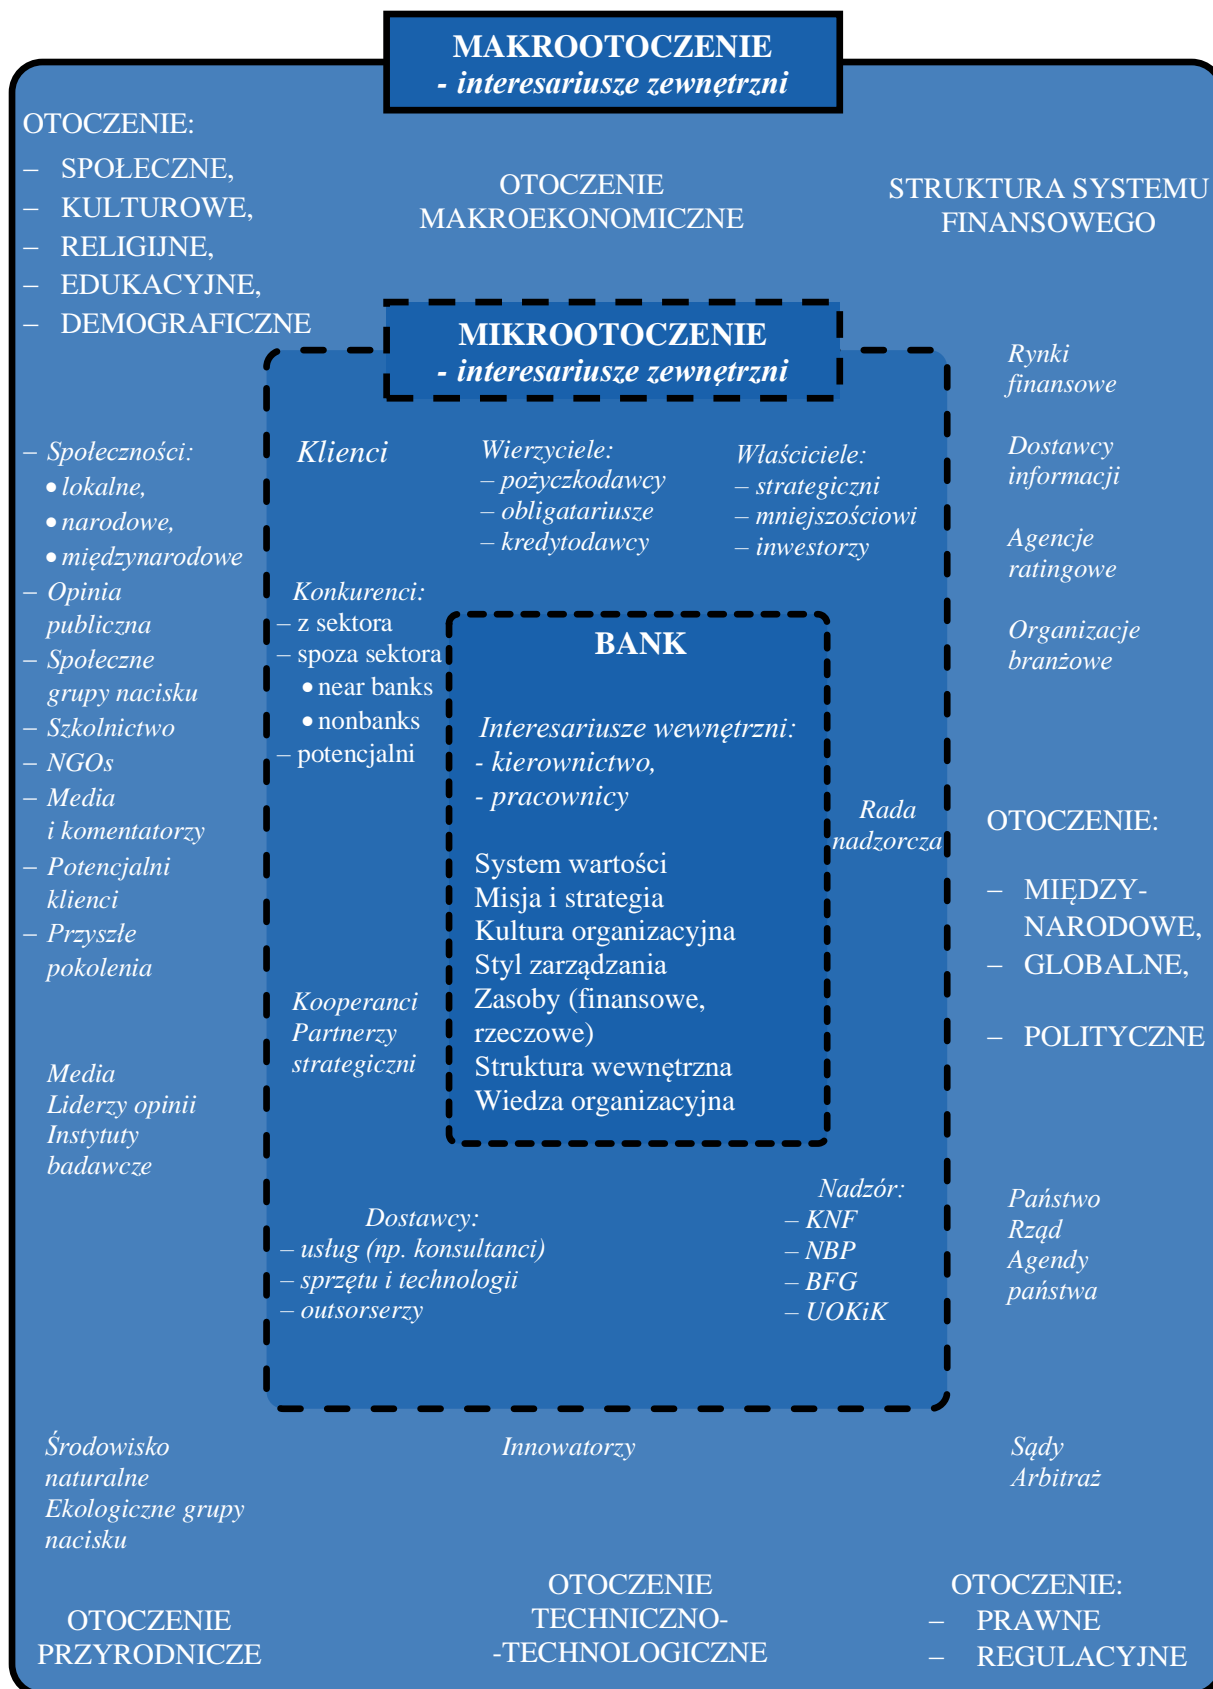 MAKROOTOCZENIE
- interesariusze zewnętrzni
OTOCZENIE:
– SPOŁECZNE,
– KULTUROWE,
– RELIGIJNE,
– EDUKACYJNE,
– DEMOGRAFICZNE
OTOCZENIE
MAKROEKONOMICZNE
STRUKTURA SYSTEMU
FINANSOWEGO
MIKROOTOCZENIE
- interesariusze zewnętrzni
Rynki
finansowe
Dostawcy
informacji
Agencje
ratingowe
Organizacje
branżowe
– Społeczności:
• lokalne,
• narodowe,
• międzynarodowe
– Opinia
publiczna
– Społeczne
grupy nacisku
– Szkolnictwo
– NGOs
– Media
i komentatorzy
– Potencjalni
klienci
– Przyszłe
pokolenia
Klienci
Wierzyciele:
– pożyczkodawcy
– obligatariusze
– kredytodawcy
Właściciele:
– strategiczni
– mniejszościowi
– inwestorzy
Konkurenci:
– z sektora
– spoza sektora
• near banks
• nonbanks
– potencjalni
BANK
Interesariusze wewnętrzni:
- kierownictwo,
- pracownicy
System wartości
Misja i strategia
Kultura organizacyjna
Styl zarządzania
Zasoby (finansowe,
rzeczowe)
Struktura wewnętrzna
Wiedza organizacyjna
Rada
nadzorcza
OTOCZENIE:
– MIĘDZY-
NARODOWE,
– GLOBALNE,
– POLITYCZNE
Kooperanci
Partnerzy
strategiczni
Media
Liderzy opinii
Instytuty
badawcze
Dostawcy:
– usług (np. konsultanci)
– sprzętu i technologii
– outsorserzy
Nadzór:
– KNF
– NBP
– BFG
– UOKiK
Państwo
Rząd
Agendy
państwa
Środowisko
naturalne
Ekologiczne grupy
nacisku
Innowatorzy
Sądy
Arbitraż
OTOCZENIE
PRZYRODNICZE
OTOCZENIE
TECHNICZNO-
-TECHNOLOGICZNE
OTOCZENIE:
– PRAWNE
– REGULACYJNE